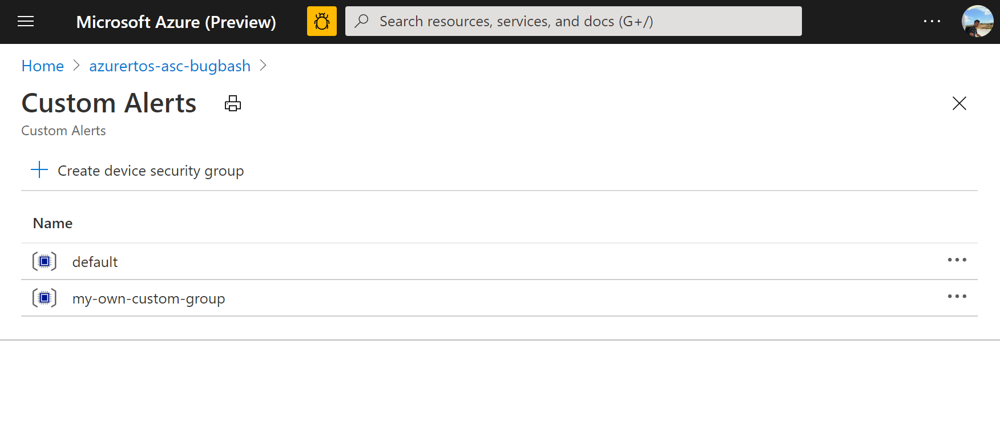 Microsoft Azure (Preview)
Search resources, services, and docs (G+/)
Home
azurertos-asc-bugbash
Custom Alerts
Custom Alerts
Create device security group
Name
default
my-own-custom-group